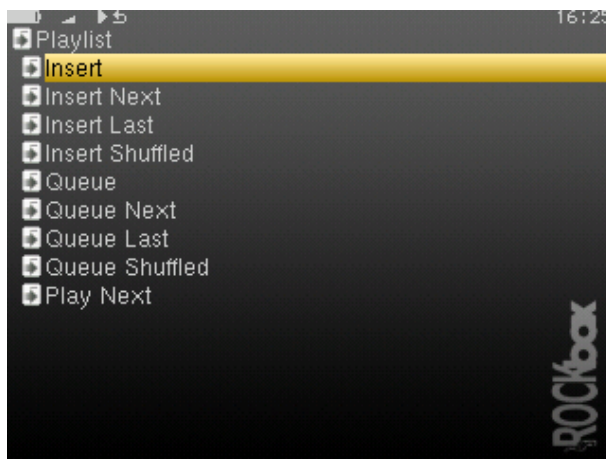 16:25
Playlist
Insert
Insert Next
Insert Last
Insert Shuffled
Queue
Queue Next
Queue Last
Queue Shuffled
Play Next
ROCKbox